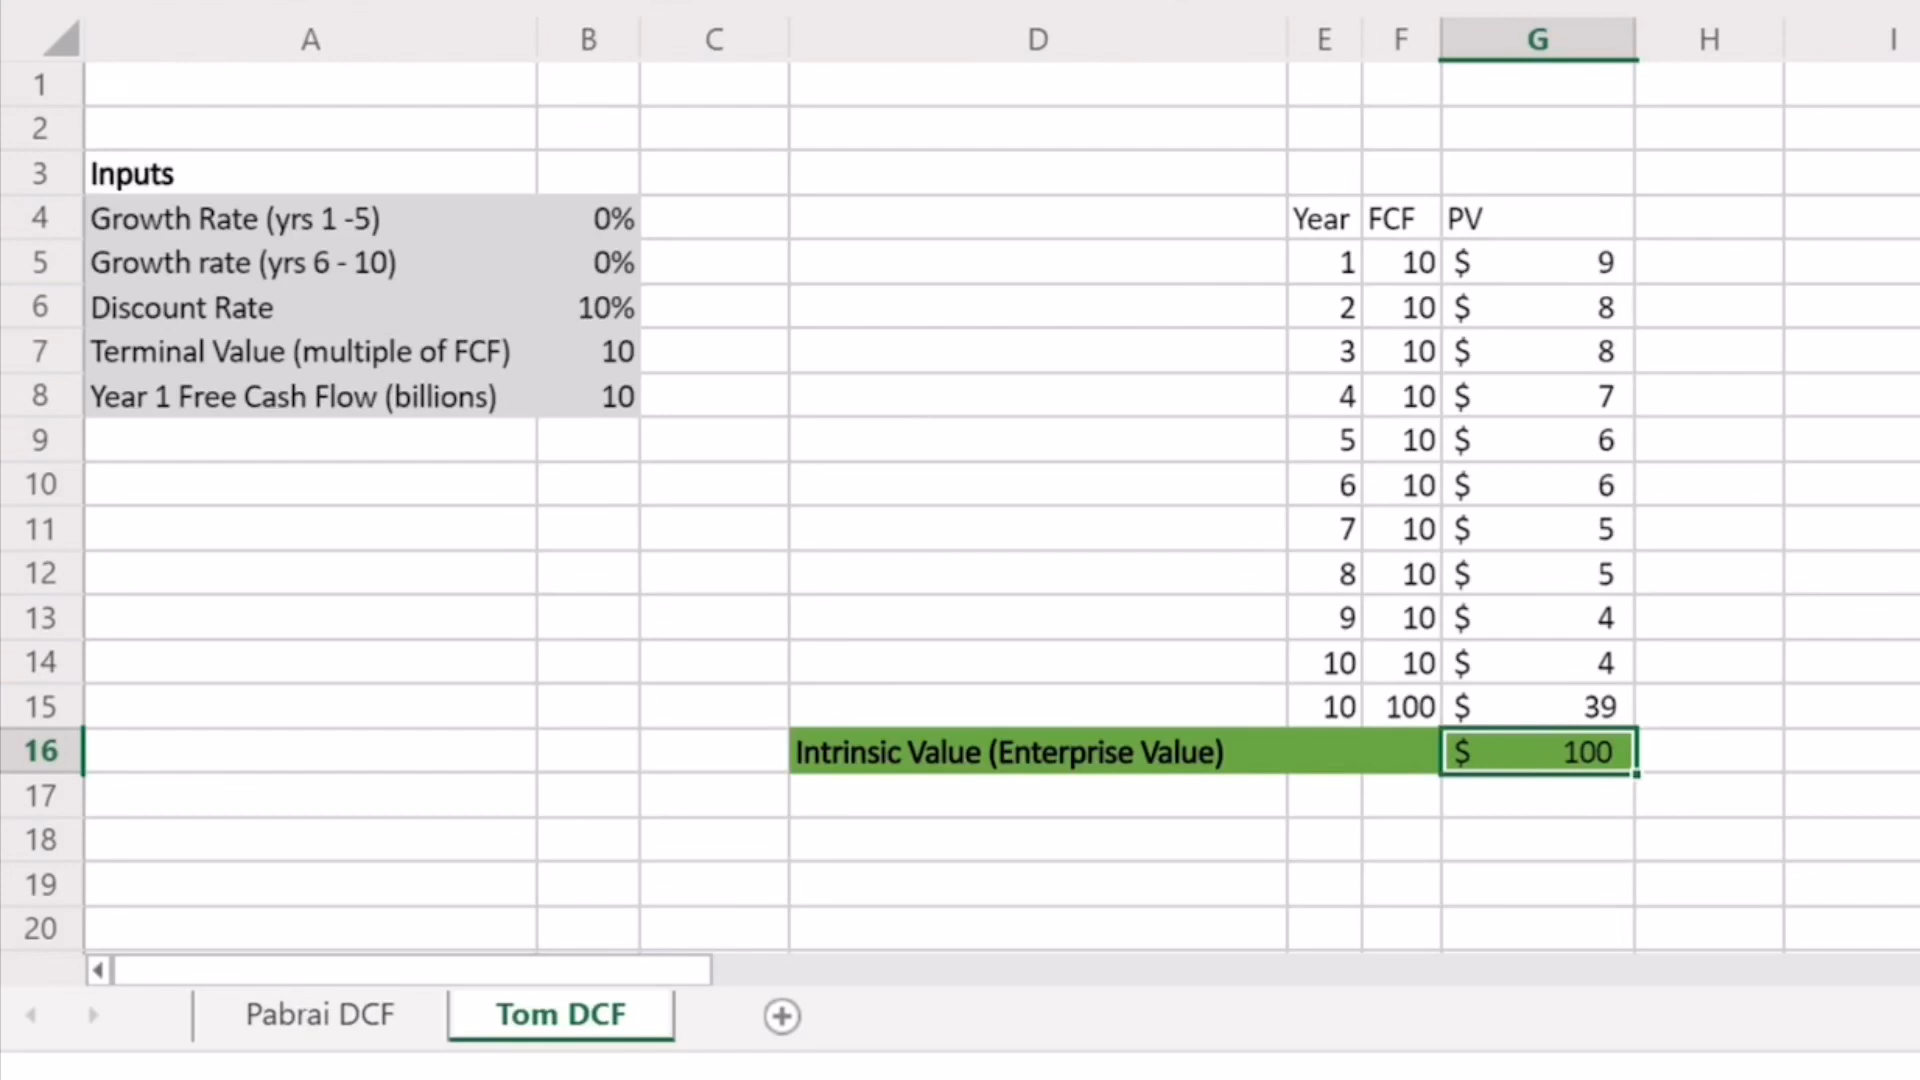 A B C D E F G H I
1
2
3 Inputs
4 Growth Rate (yrs 1 -5) 0% Year FCF PV
5 Growth rate (yrs 6 - 10) 0% 1 10 $ 9
6 Discount Rate 10% 2 10 $ 8
7 Terminal Value (multiple of FCF) 10 3 10 $ 8
8 Year 1 Free Cash Flow (billions) 10 4 10 $ 7
9 5 10 $ 6
10 6 10 $ 6
11 7 10 $ 5
12 8 10 $ 5
13 9 10 $ 4
14 10 10 $ 4
15 10 100 $ 39
16 Intrinsic Value (Enterprise Value) $ 100
17
18
19
20
Pabrai DCF Tom DCF